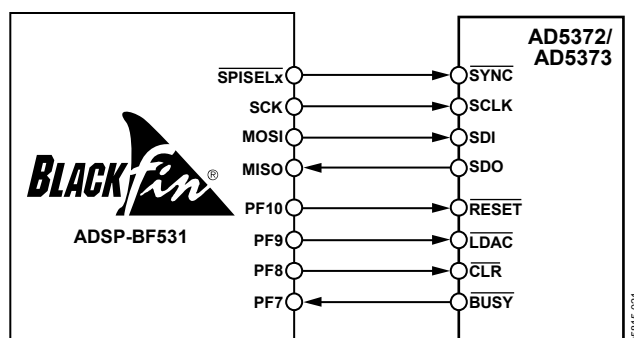 AD5372/
AD5373
SPISELx SYNC
SCK SCLK
MOSI SDI
MISO SDO
BLACKfin®
ADSP-BF531
PF10 RESET
PF9 LDAC
PF8 CLR
PF7 BUSY